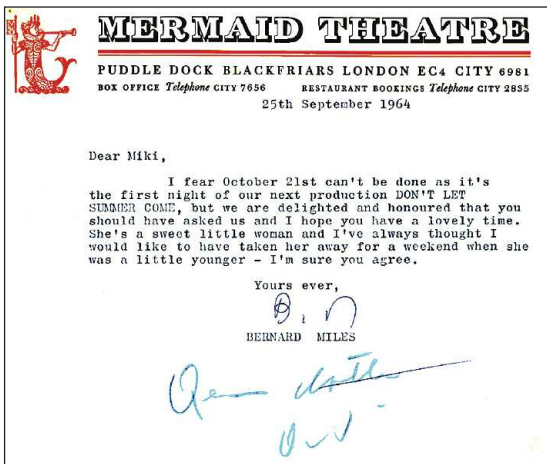 MERMAID THEATRE
PUDDLE DOCK BLACKFRIARS LONDON EC4 CITY 6981
BOX OFFICE Telephone CITY 7656 RESTAURANT BOOKINGS Telephone CITY 2835
25th September 1964
Dear Miki,
I fear October 21st can't be done as it's
the first night of our next production DON'T LET
SUMMER COME, but we are delighted and honoured that you
should have asked us and I hope you have a lovely time.
She's a sweet little woman and I've always thought I
would like to have taken her away for a weekend when she
was a little younger - I'm sure you agree.
Yours ever,
BERNARD MILES